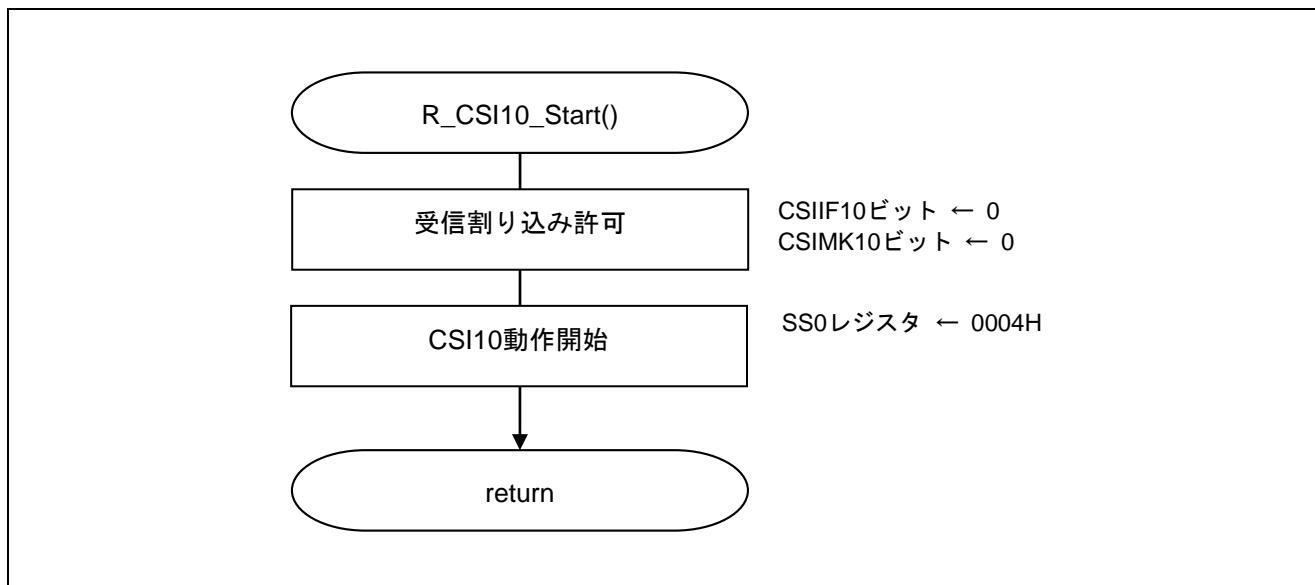 R_CSI10_Start()
受信割り込み許可
CSIIF10ビット ← 0
CSIMK10ビット ← 0
CSI10動作開始
SS0レジスタ ← 0004H
return